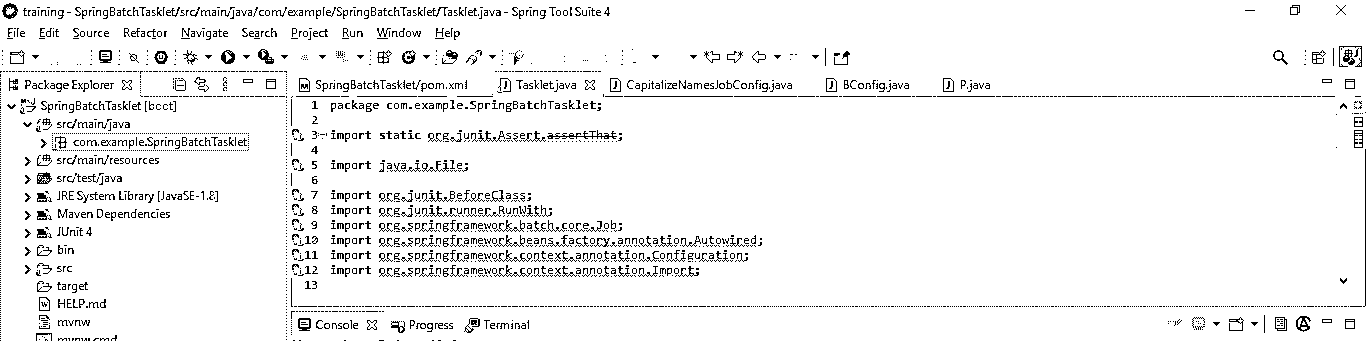 training - SpringBatchTasklet/src/main/java/com/example/SpringBatchTasklet/Tasklet.java - Spring Tool Suite 4
File Edit Source Refactor Navigate Search Project Run Window Help
Package Explorer
SpringBatchTasklet/pom.xml Tasklet.java CapitalizeNamesJobConfig.java BConfig.java P.java
SpringBatchTasklet [bcct]
src/main/java
com.example.SpringBatchTasklet
src/main/resources
src/test/java
JRE System Library [JavaSE-1.8]
Maven Dependencies
JUnit 4
bin
src
target
HELP.md
mvnw
mvnw.cmd
1 package com.example.SpringBatchTasklet;
2
3 import static org.junit.Assert.assertThat;
4
5 import java.io.File;
6
7 import org.junit.BeforeClass;
8 import org.junit.runner.RunWith;
9 import org.springframework.batch.core.Job;
10 import org.springframework.beans.factory.annotation.Autowired;
11 import org.springframework.context.annotation.Configuration;
12 import org.springframework.context.annotation.Import;
13
Console Progress Terminal